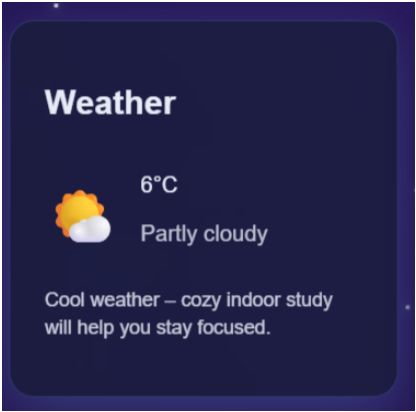 Weather
6°C
Partly cloudy
Cool weather – cozy indoor study
will help you stay focused.